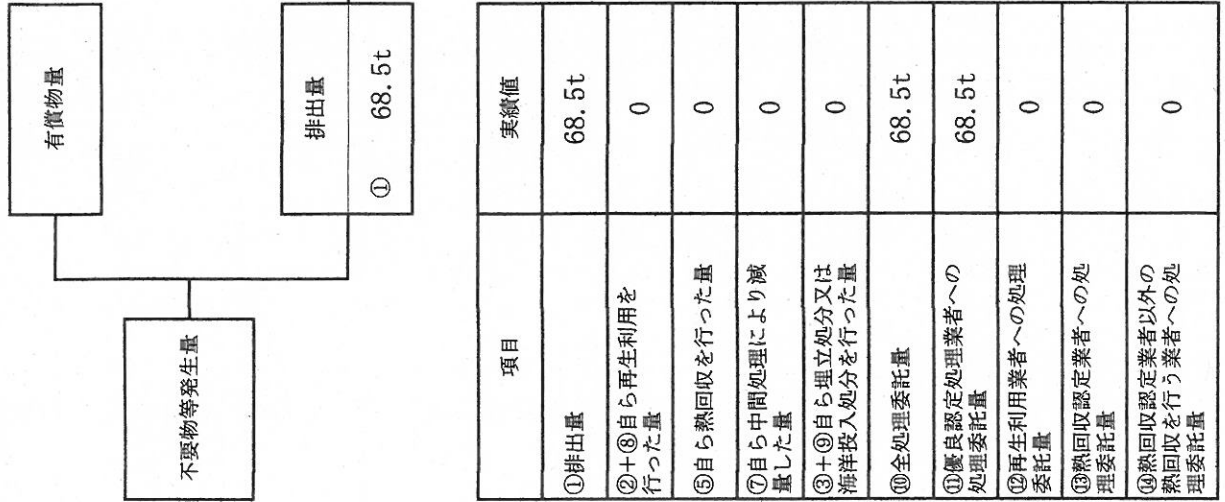 不要物等発生量
有償物量
排出量
① 68.5t
項目
実績値
①排出量
68.5t
②+⑧自ら再生利用を
行った量
0
⑤自ら熱回収を行った量
0
⑦自ら中間処理により減
量した量
0
③+⑨自ら埋立処分又は
海洋投入処分を行った量
0
⑩全処理委託量
68.5t
⑪優良認定処理業者への
処理委託量
68.5t
⑫再生利用業者への処理
委託量
0
⑬熱回収認定業者への処
理委託量
0
⑭熱回収認定業者以外の
熱回収を行う業者への処
理委託量
0